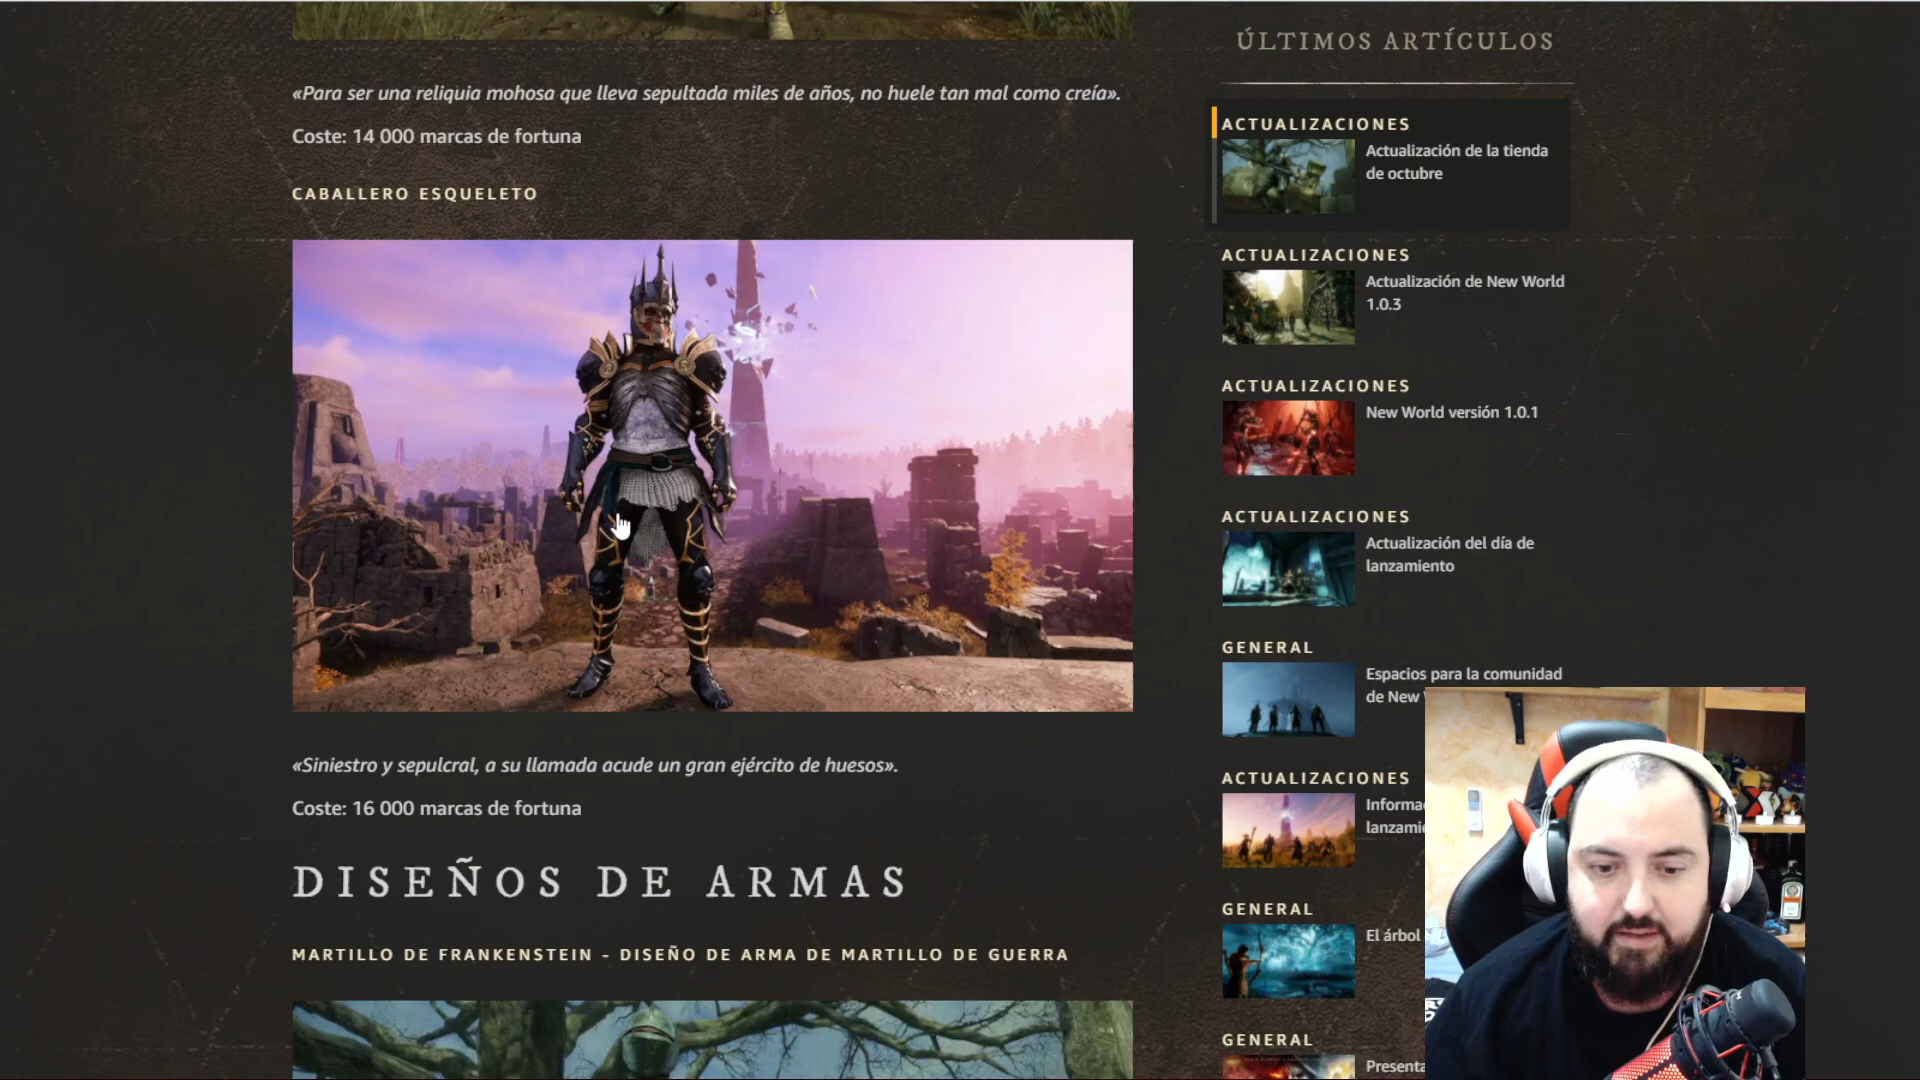 «Para ser una reliquia mohosa que lleva sepultada miles de años, no huele tan mal como creía».
Coste: 14 000 marcas de fortuna
CABALLERO ESQUELETO
«Siniestro y sepulcral, a su llamada acude un gran ejército de huesos».
Coste: 16 000 marcas de fortuna
DISEÑOS DE ARMAS
MARTILLO DE FRANKENSTEIN - DISEÑO DE ARMA DE MARTILLO DE GUERRA
ÚLTIMOS ARTÍCULOS
ACTUALIZACIONES
Actualización de la tienda
de octubre
ACTUALIZACIONES
Actualización de New World
1.0.3
ACTUALIZACIONES
New World versión 1.0.1
ACTUALIZACIONES
Actualización del día de
lanzamiento
GENERAL
Espacios para la comunidad
de New
ACTUALIZACIONES
Informa
lanzamie
GENERAL
El árbol
GENERAL
Presenta